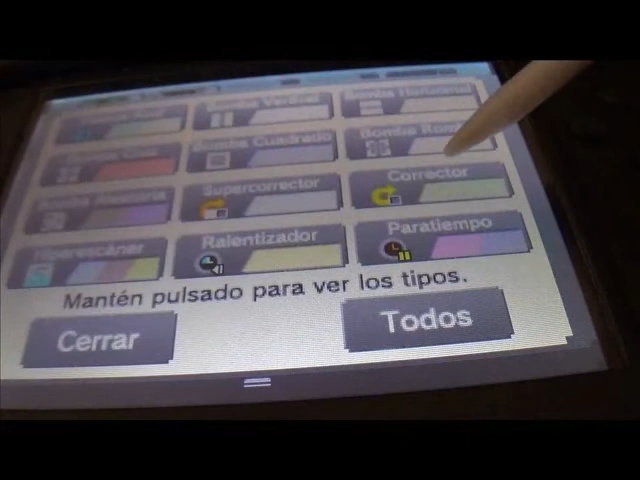 Bomba Vertical
Bomba Horizontal
Bomba Cuadrado
Bomba
Supercorrector
Corrector
Hiperescáner
Ralentizador
Paratiempo
Mantén pulsado para ver los tipos.
Cerrar
Todos